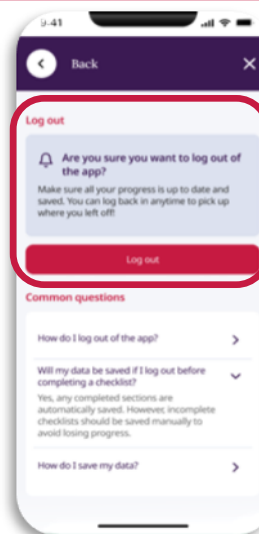 9:41
Back
Log out
Are you sure you want to log out of
the app?
Make sure all your progress is up to date and
saved. You can log back in anytime to pick up
where you left off!
Log out
Common questions
How do I log out of the app?
Will my data be saved if I log out before
completing a checklist?
Yes, any completed sections are
automatically saved. However, incomplete
checklists should be saved manually to
avoid losing progress.
How do I save my data?